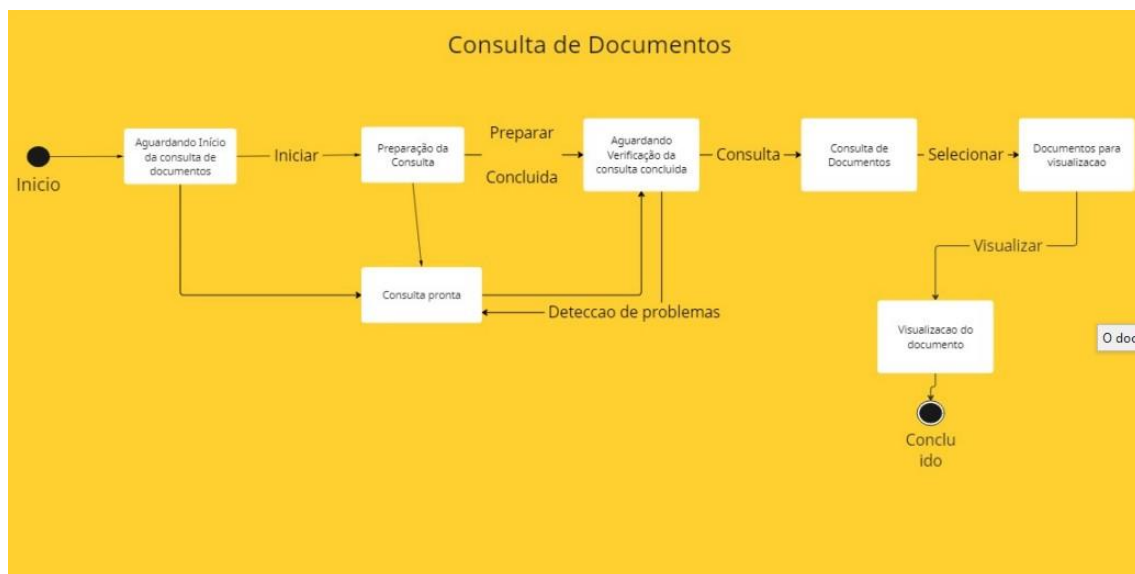 Consulta de Documentos
Inicio
Aguardando Início
da consulta de
documentos
Iniciar
Preparação da
Consulta
Preparar
Concluida
Aguardando
Verificação da
consulta concluida
Consulta
Consulta de
Documentos
Selecionar
Documentos para
visualizacao
Visualizar
Consulta pronta
Deteccao de problemas
Visualizacao do
documento
O doc
Conclu
ido